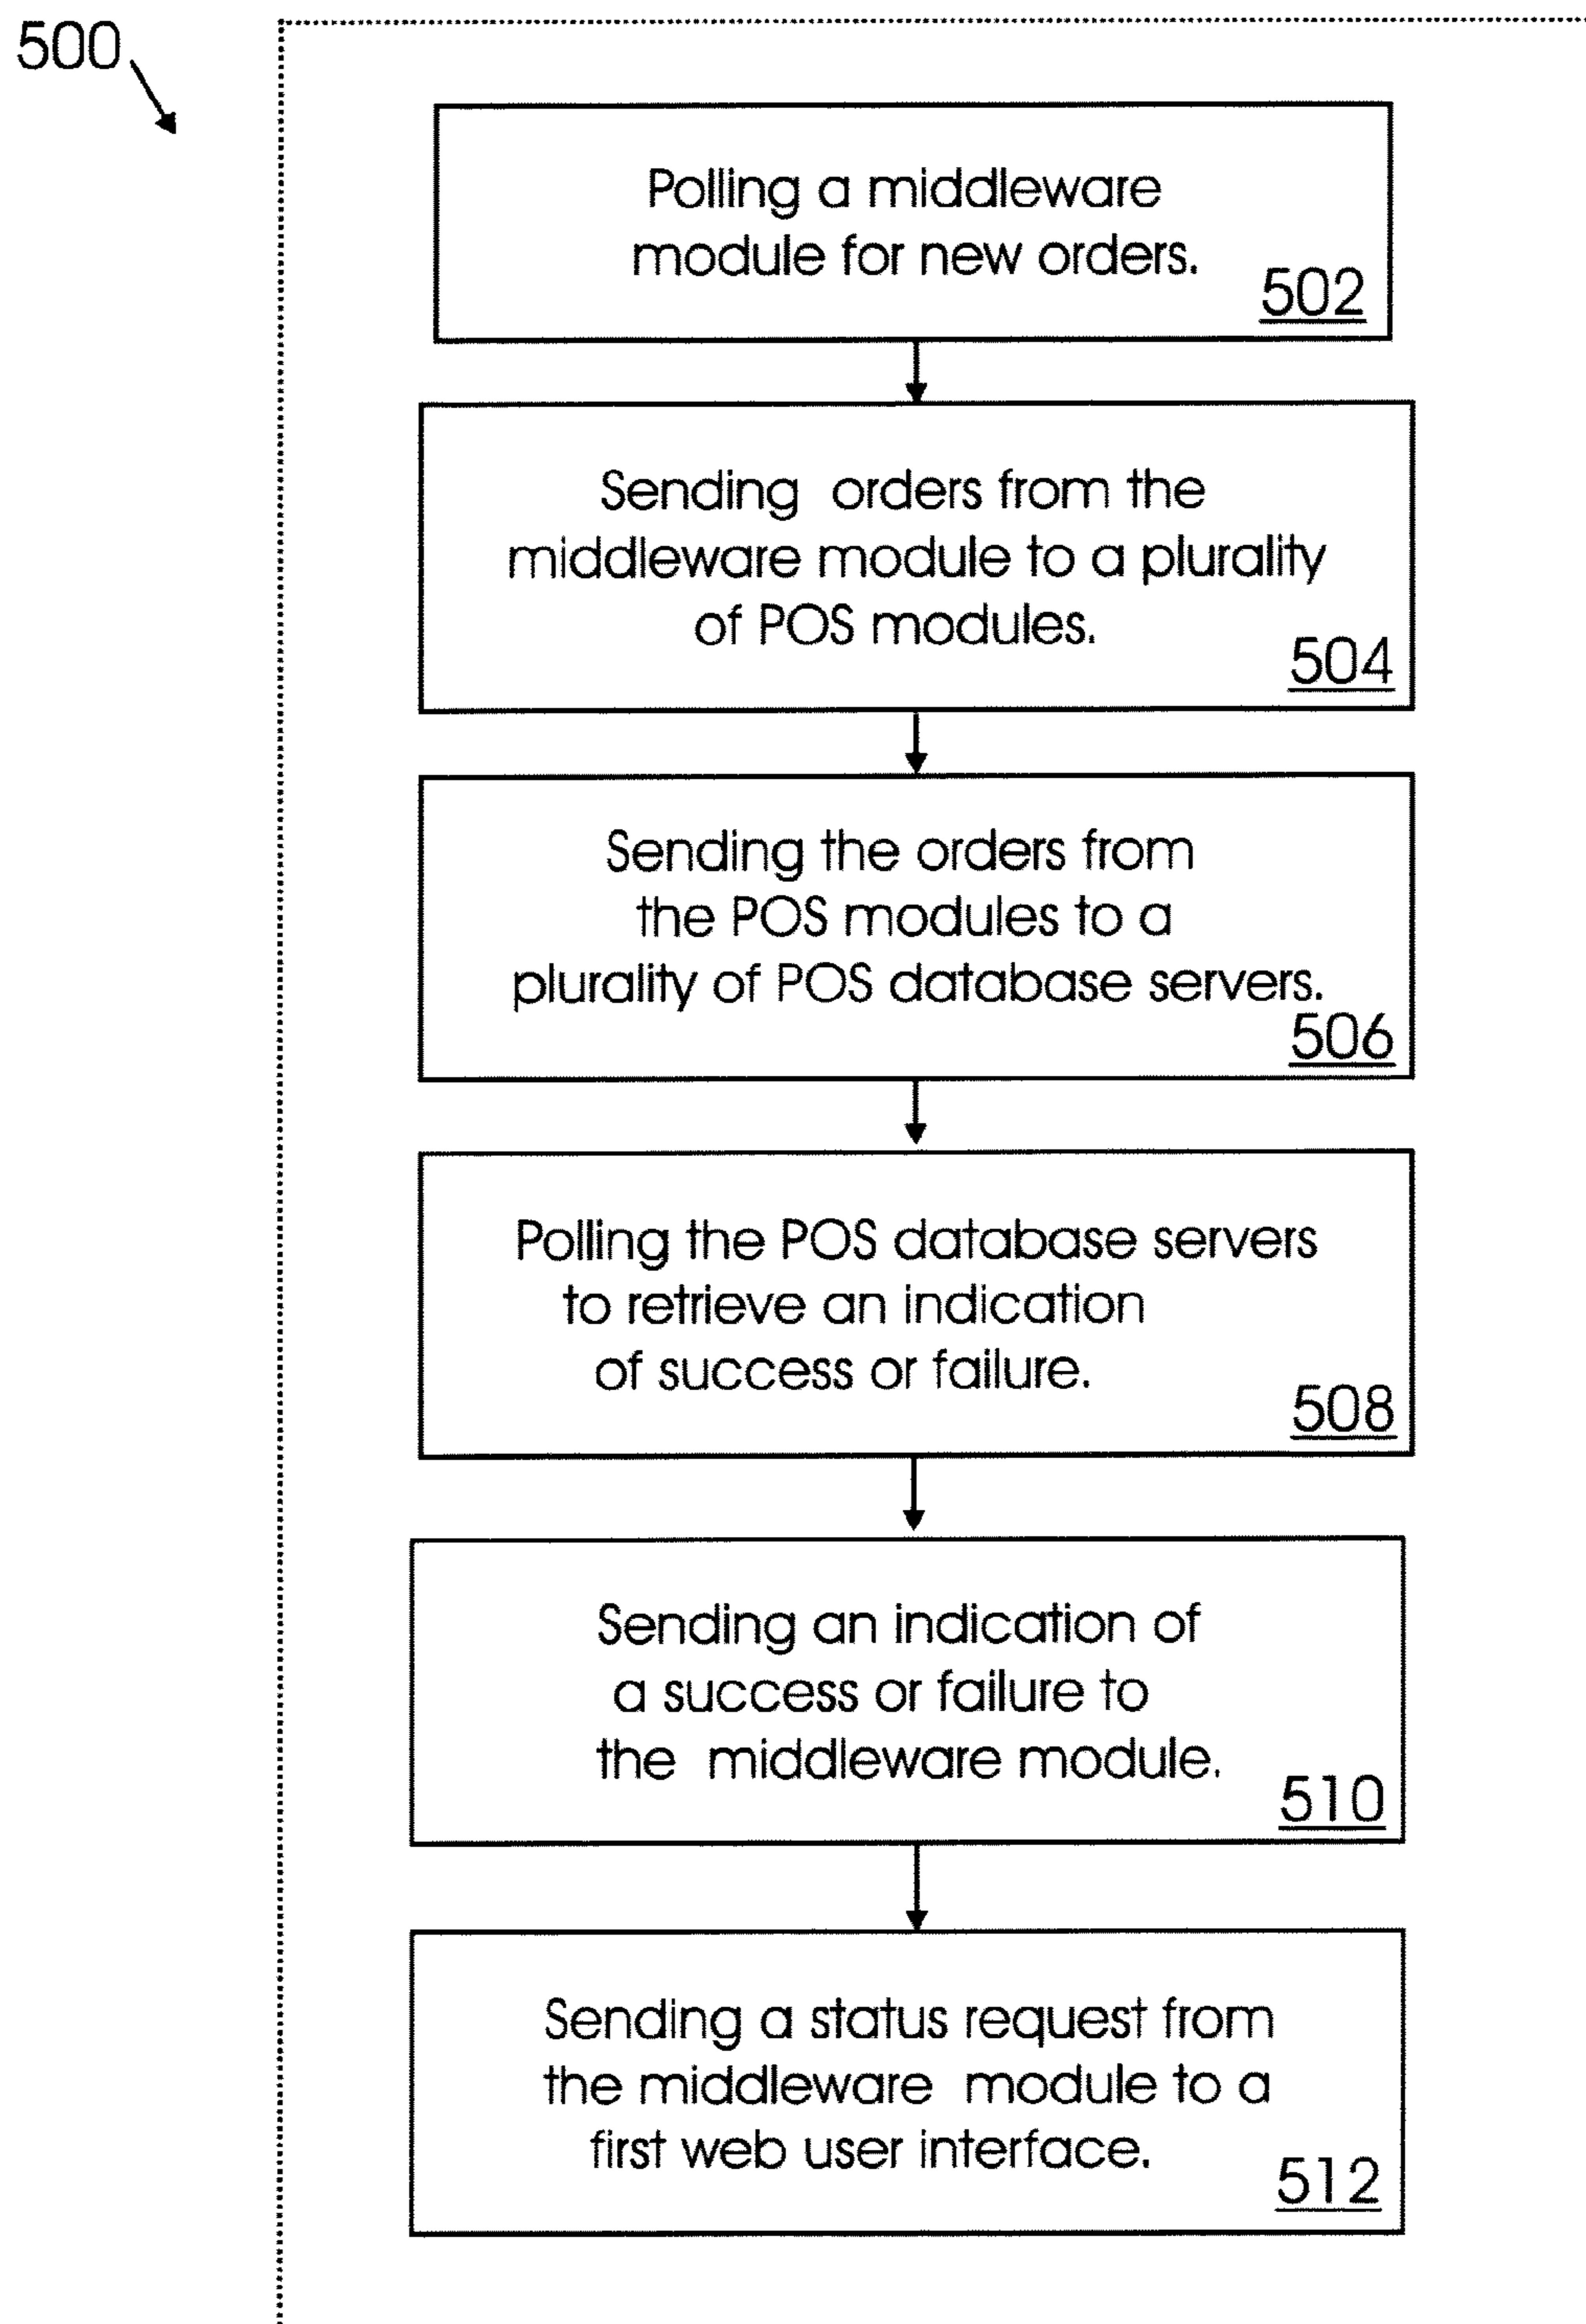 500
Polling a middleware
module for new orders.
502
Sending orders from the
middleware module to a plurality
of POS modules.
504
Sending the orders from
the POS modules to a
plurality of POS database servers.
506
Polling the POS database servers
to retrieve an indication
of success or failure.
508
Sending an indication of
a success or failure to
the middleware module.
510
Sending a status request from
the middleware module to a
first web user interface.
512